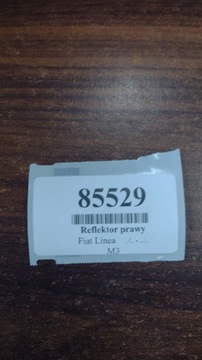 85529
Reflektor prawy
Fiat Linea
M3